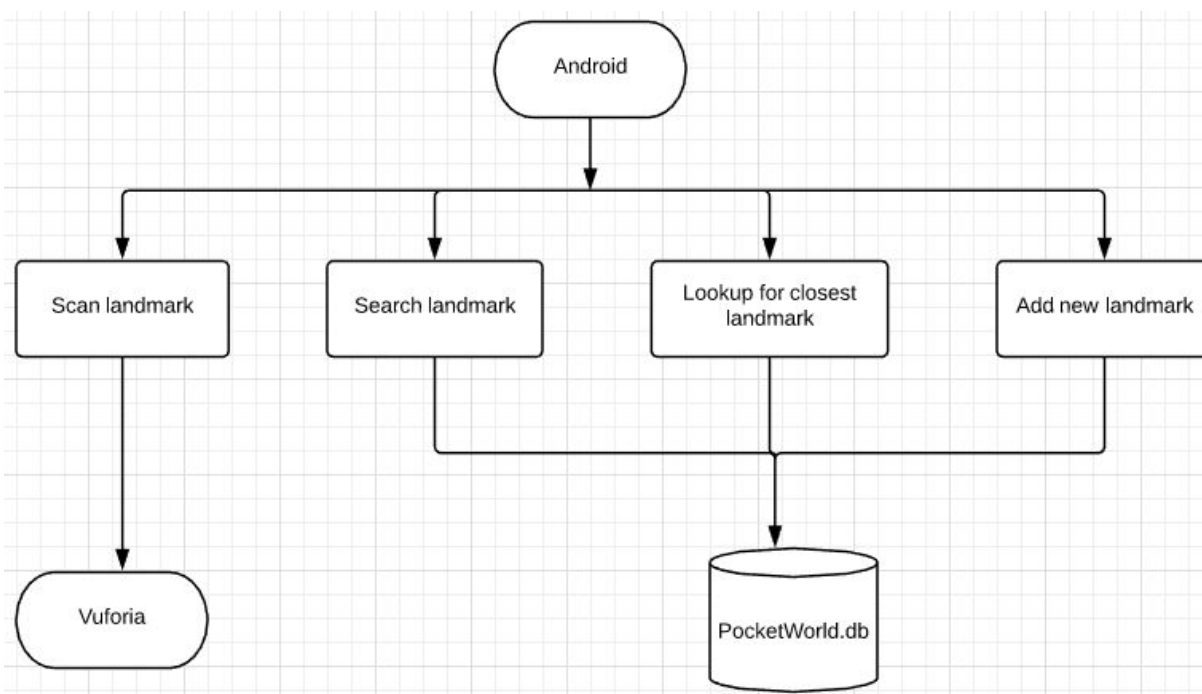 Android
Scan landmark
Search landmark
Lookup for closest
landmark
Add new landmark
Vuforia
PocketWorld.db